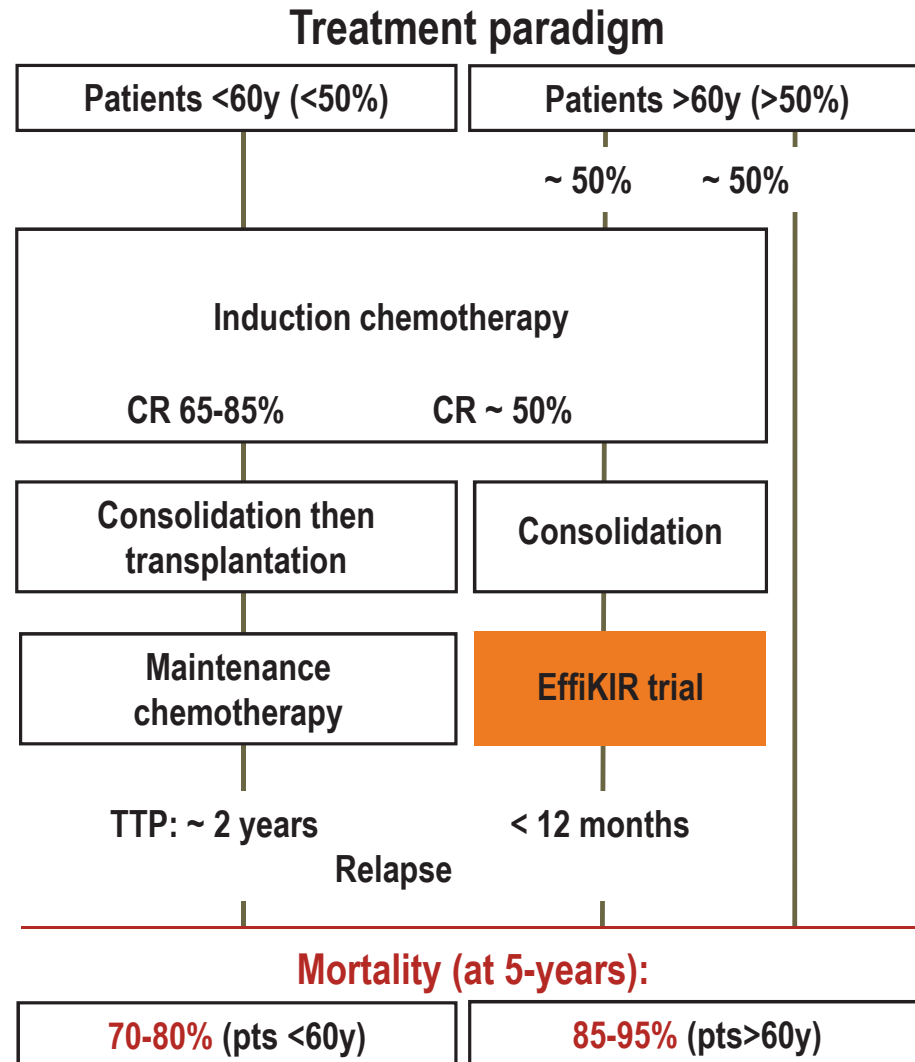 Treatment paradigm
Patients <60y (<50%)
Patients >60y (>50%)
~ 50%
~ 50%
Induction chemotherapy
CR 65-85%
CR ~ 50%
Consolidation then
transplantation
Consolidation
Maintenance
chemotherapy
EffiKIR trial
TTP: ~ 2 years
< 12 months
Relapse
Mortality (at 5-years):
70-80% (pts <60y)
85-95% (pts>60y)